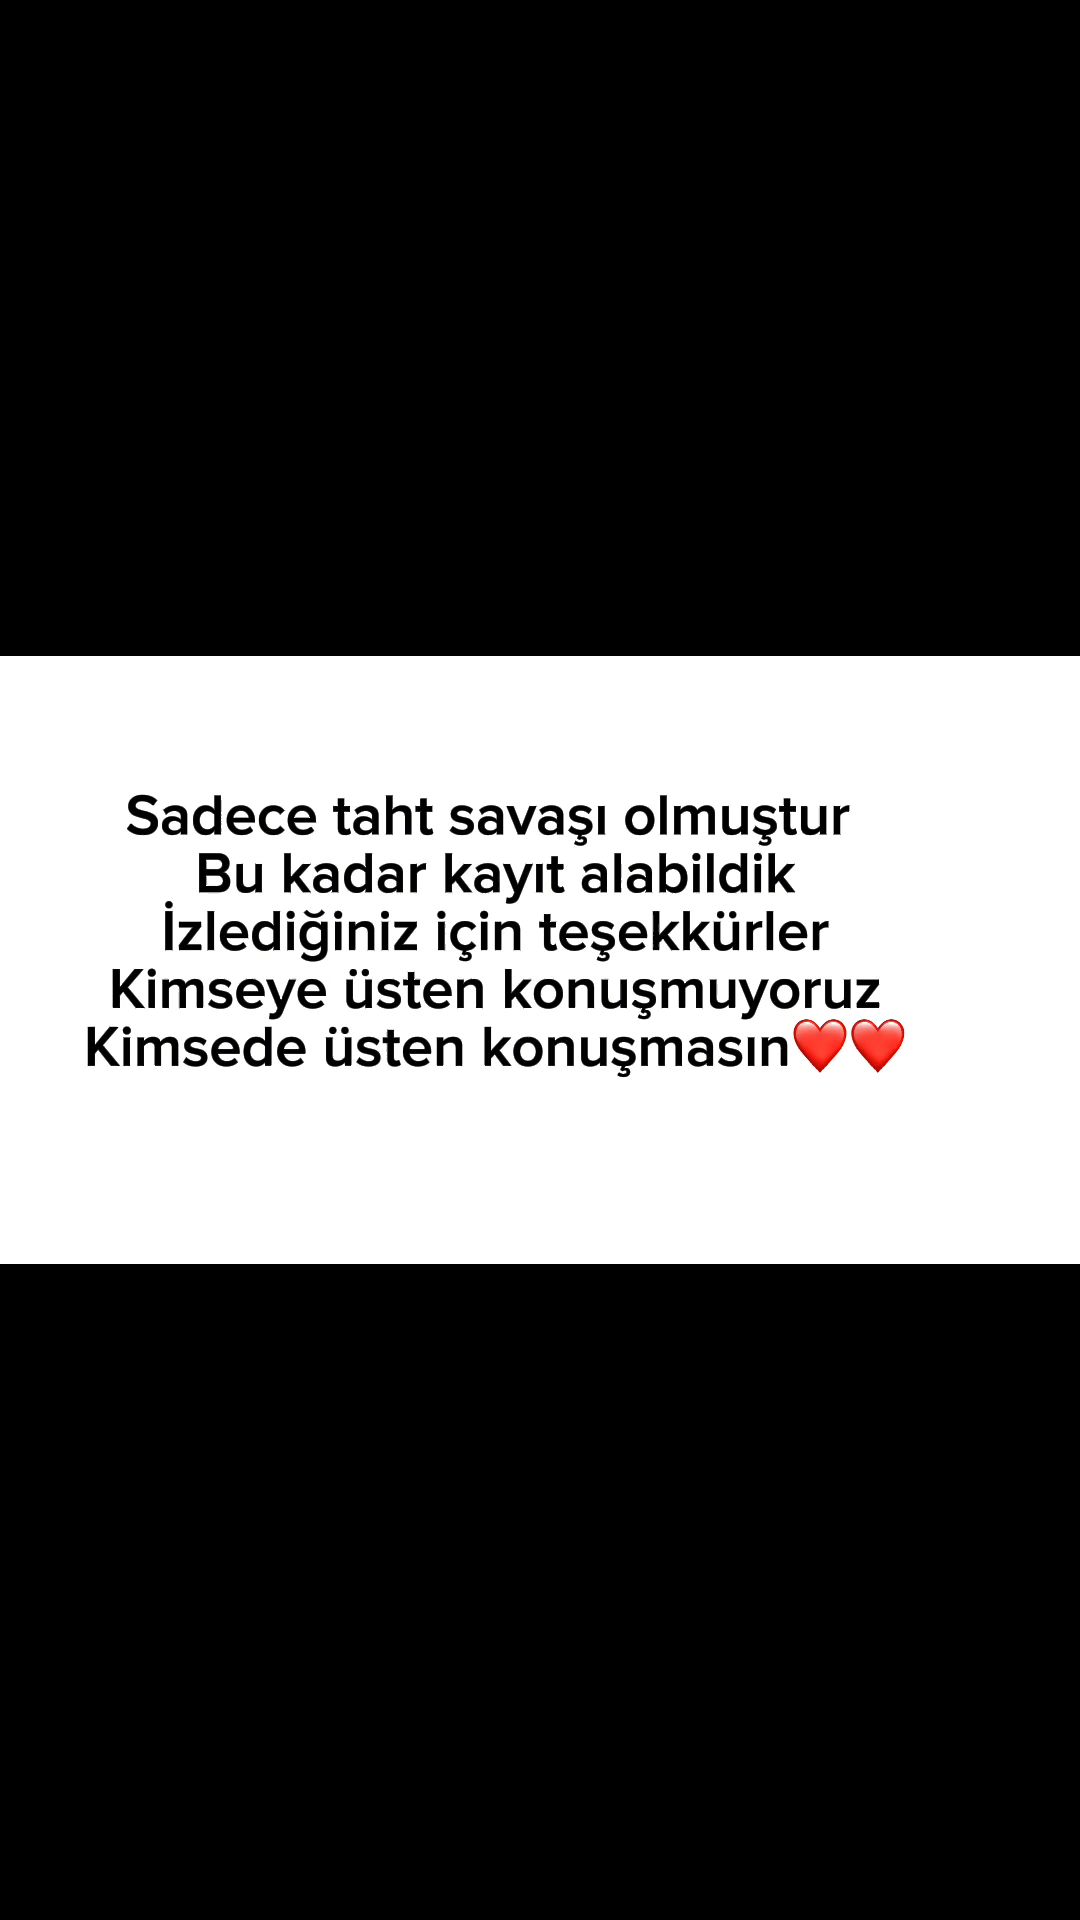 Sadece taht savaşı olmuştur
Bu kadar kayıt alabildik
İzlediğiniz için teşekkürler
Kimseye üsten konuşmuyoruz
Kimsede üsten konuşmasın❤️❤️